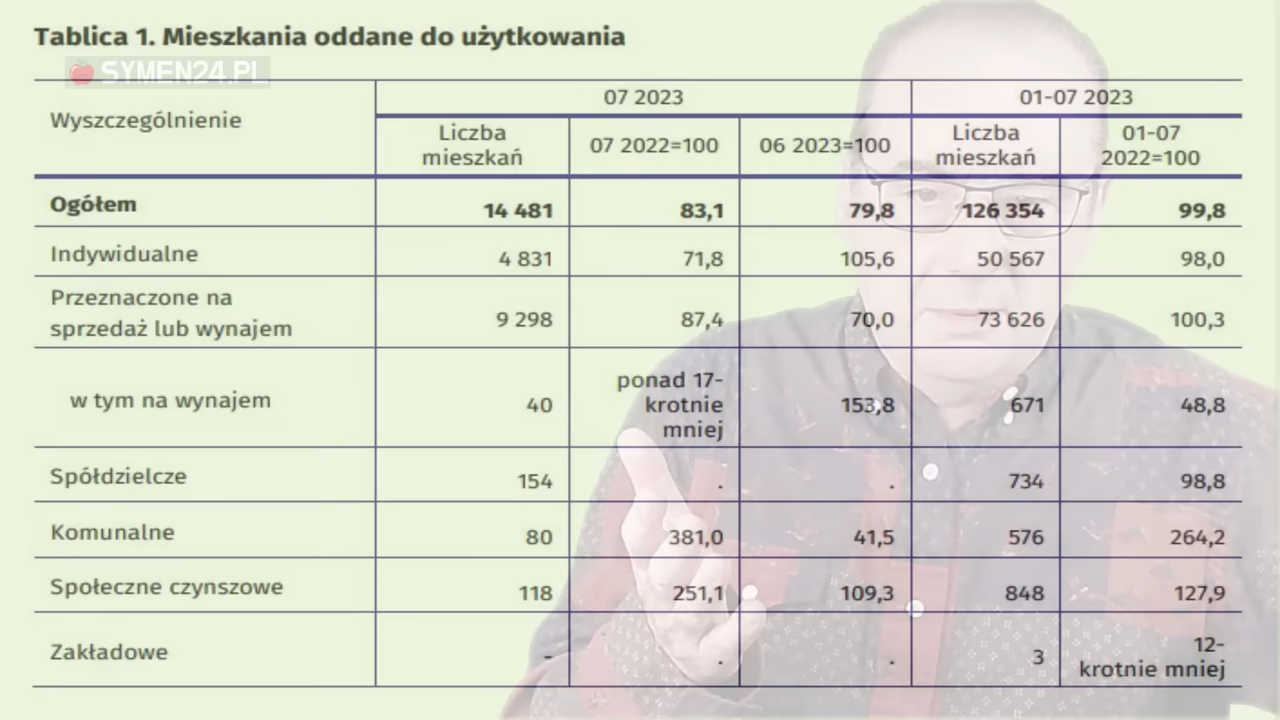 Tablica 1. Mieszkania oddane do użytkowania
SYMEN24.PL
Wyszczególnienie
07 2023
01-07 2023
Liczba
mieszkań
07 2022=100
06 2023=100
Liczba
mieszkań
01-07
2022=100
Ogółem 14 481 83,1 79,8 126 354 99,8
Indywidualne 4 831 71,8 105,6 50 567 98,0
Przeznaczone na
sprzedaż lub wynajem 9 298 87,4 70,0 73 626 100,3
ponad 17-
w tym na wynajem 40 krotnie 153,8 671 48,8
mniej
Spółdzielcze 154 . . 734 98,8
Komunalne 80 381,0 41,5 576 264,2
Społeczne czynszowe 118 251,1 109,3 848 127,9
Zakładowe - . . 3 12-
krotnie mniej